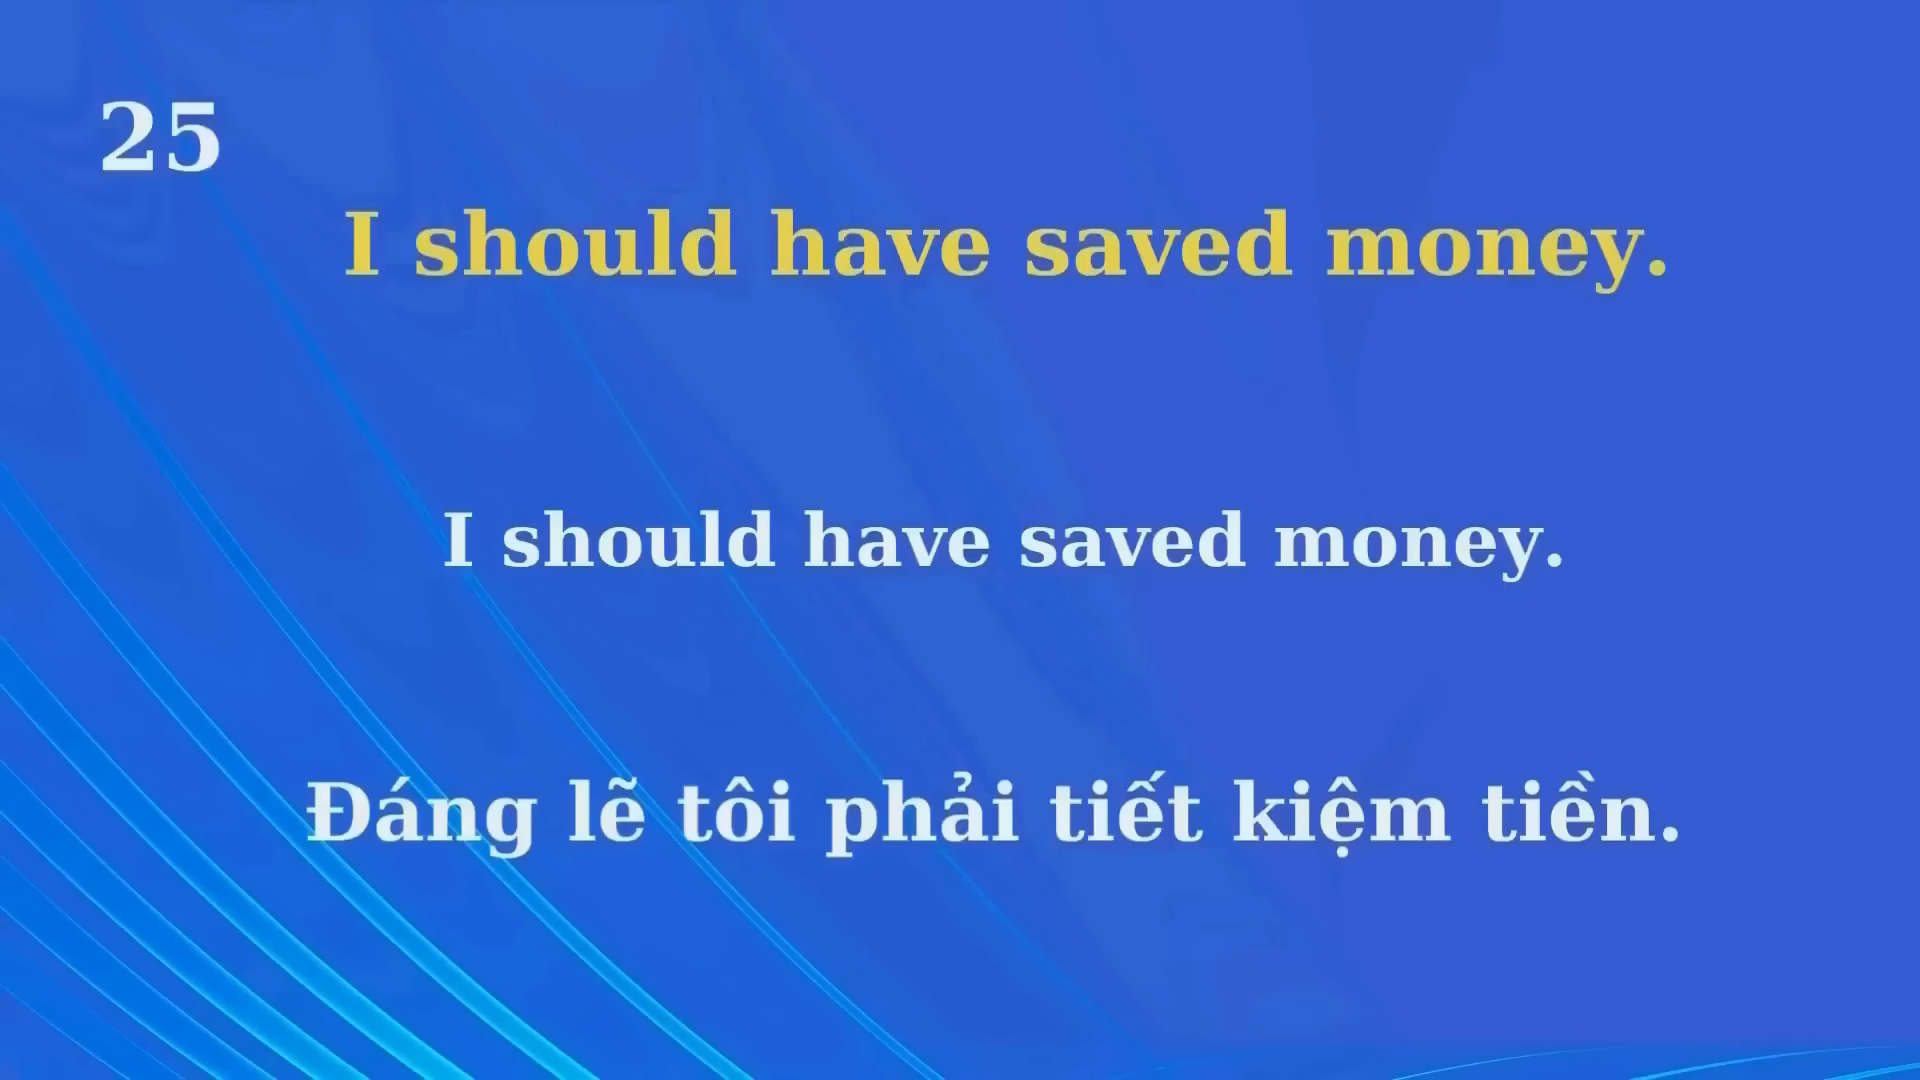 25
I should have saved money.
I should have saved money.
Đáng lẽ tôi phải tiết kiệm tiền.